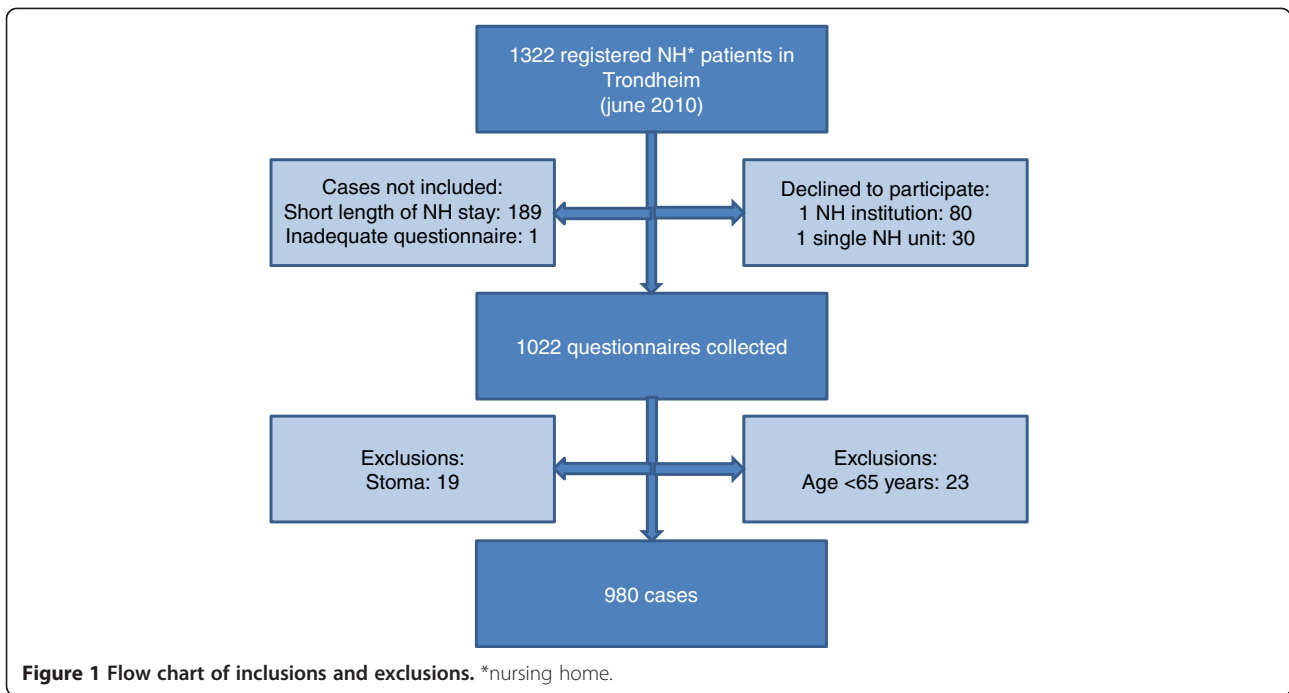 1322 registered NH* patients in
Trondheim
(june 2010)
Cases not included:
Short length of NH stay: 189
Inadequate questionnaire: 1
Declined to participate:
1 NH institution: 80
1 single NH unit: 30
1022 questionnaires collected
Exclusions:
Stoma: 19
Exclusions:
Age <65 years: 23
980 cases
Figure 1 Flow chart of inclusions and exclusions. *nursing home.